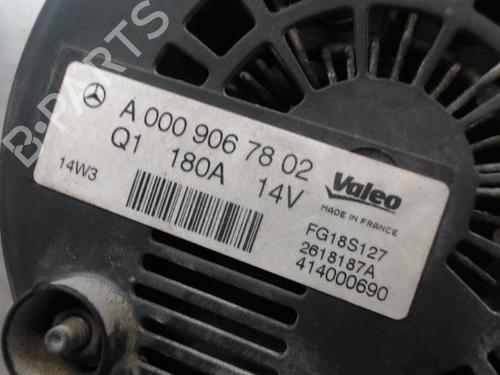 B-PARTS
A 000 906 78 02
Q1 180A 14V
14W3
Valeo
MADE IN FRANCE
FG18S127
2618187A
414000690